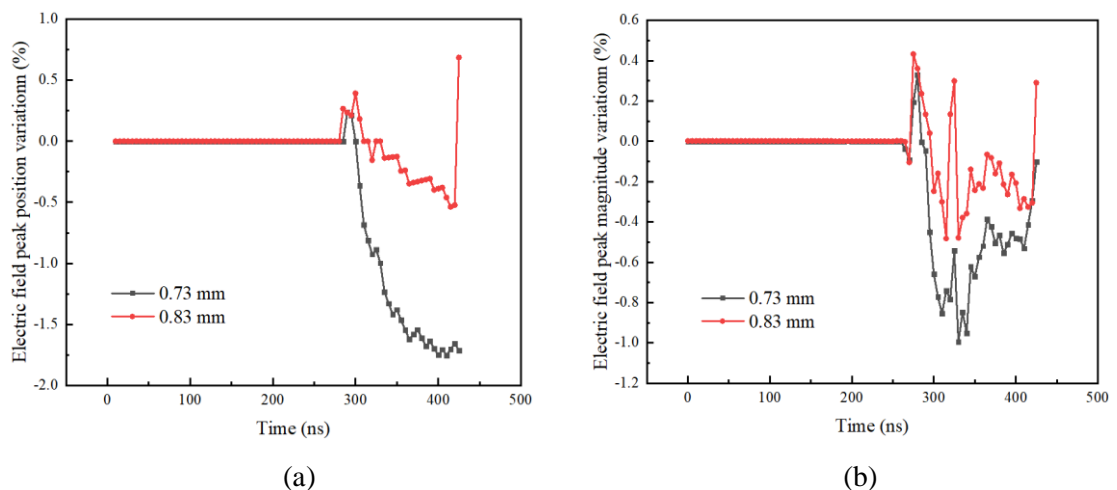 Electric field peak position variation (%)
1.0
0.5
0.0
-0.5
-1.0
-1.5
-2.0
0.73 mm
0.83 mm
0 100 200 300 400 500
Time (ns)
(a)
Electric field peak magnitude variationn (%)
0.6
0.4
0.2
0.0
-0.2
-0.4
-0.6
-0.8
-1.0
-1.2
0.73 mm
0.83 mm
0 100 200 300 400 500
Time (ns)
(b)